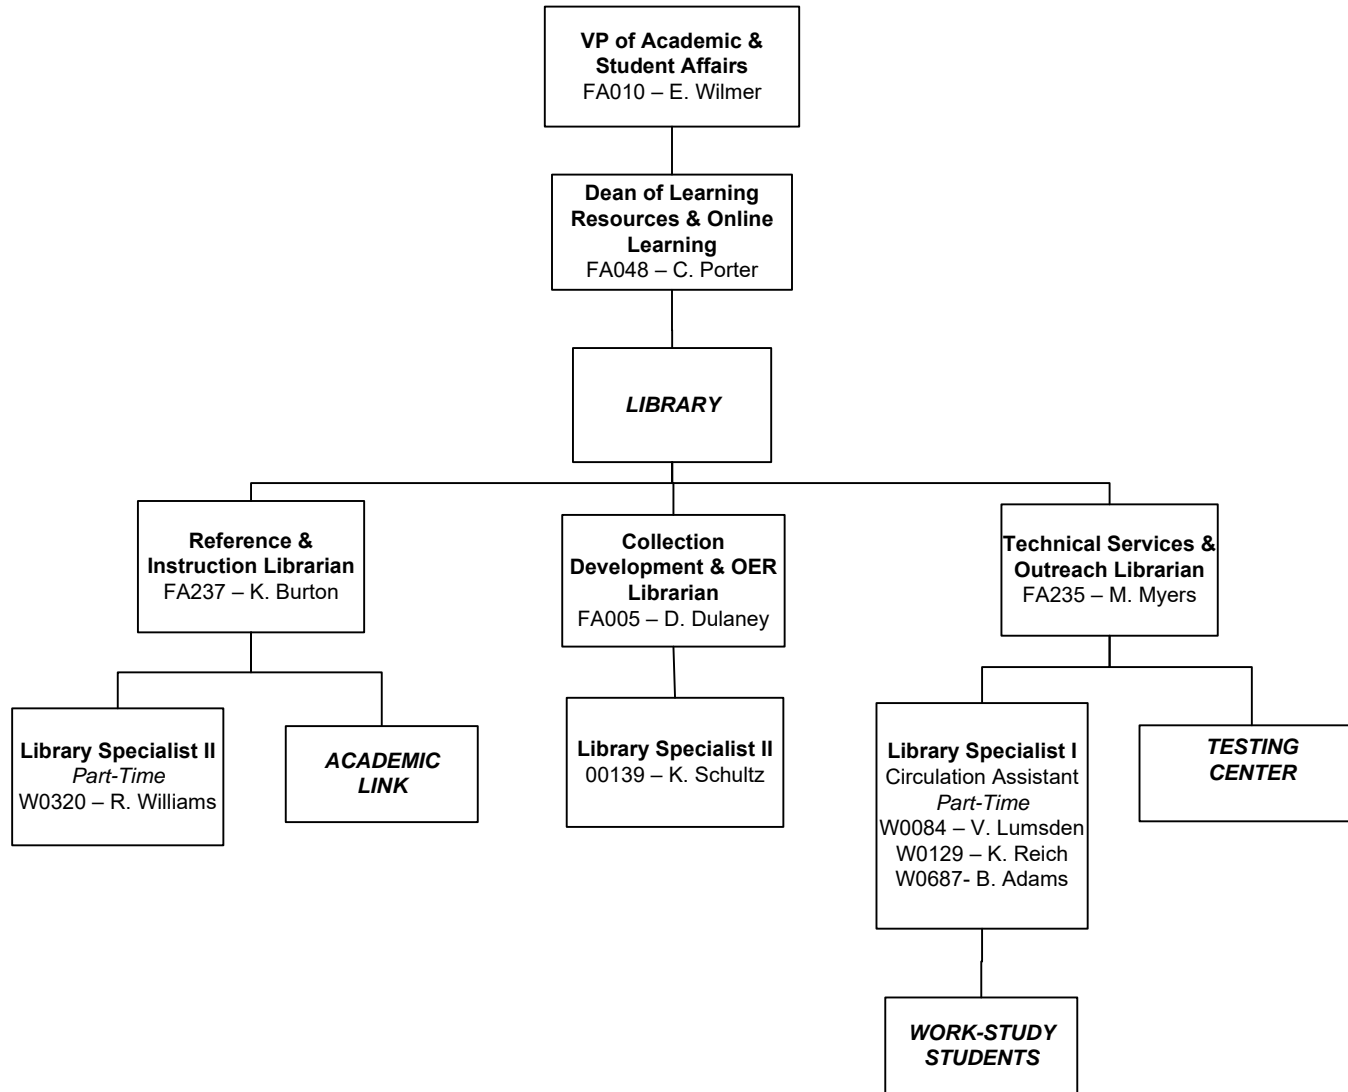 VP of Academic &
Student Affairs
FA010 – E. Wilmer
Dean of Learning
Resources & Online
Learning
FA048 – C. Porter
LIBRARY
Reference &
Instruction Librarian
FA237 – K. Burton
Collection
Development & OER
Librarian
FA005 – D. Dulaney
Technical Services &
Outreach Librarian
FA235 – M. Myers
Library Specialist II
Part-Time
W0320 – R. Williams
ACADEMIC
LINK
Library Specialist II
00139 – K. Schultz
Library Specialist I
Circulation Assistant
Part-Time
W0084 – V. Lumsden
W0129 – K. Reich
W0687- B. Adams
TESTING
CENTER
WORK-STUDY
STUDENTS